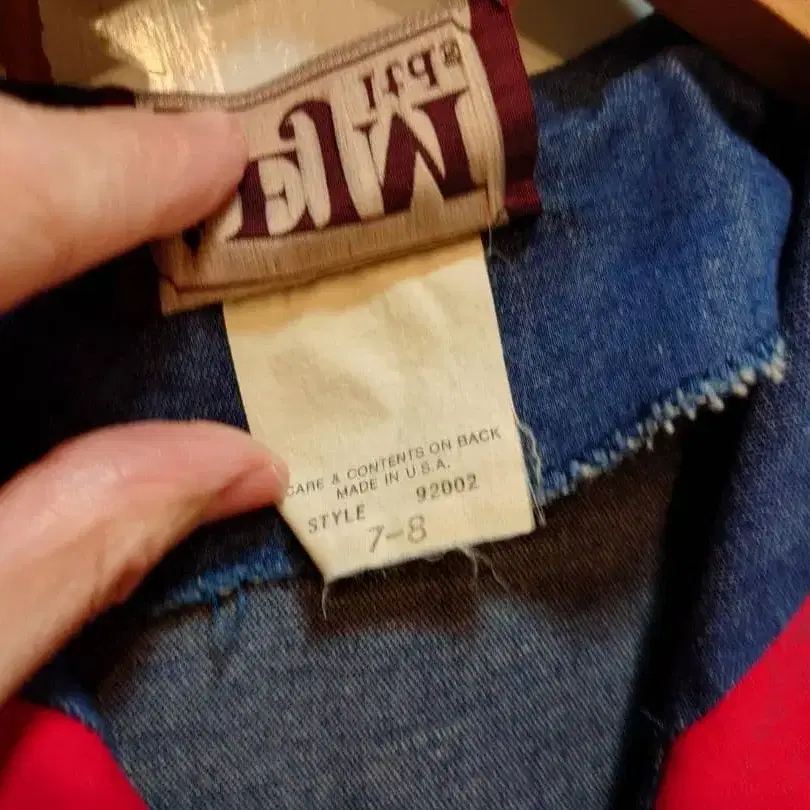 CARE & CONTENTS ON BACK
MADE IN U.S.A.
STYLE 92002
7-8